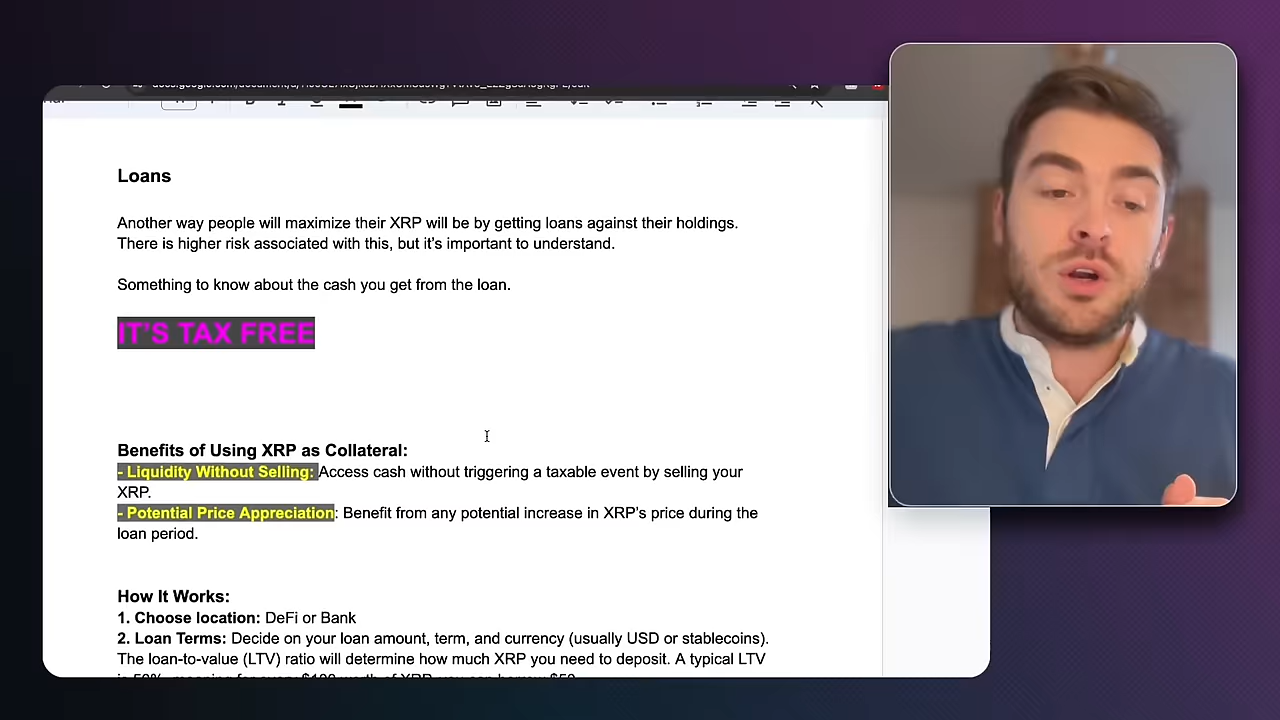 Loans
Another way people will maximize their XRP will be by getting loans against their holdings.
There is higher risk associated with this, but it's important to understand.
Something to know about the cash you get from the loan.
IT'S TAX FREE
Benefits of Using XRP as Collateral:
- Liquidity Without Selling: Access cash without triggering a taxable event by selling your
XRP.
- Potential Price Appreciation: Benefit from any potential increase in XRP's price during the
loan period.
How It Works:
1. Choose location: DeFi or Bank
2. Loan Terms: Decide on your loan amount, term, and currency (usually USD or stablecoins).
The loan-to-value (LTV) ratio will determine how much XRP you need to deposit. A typical LTV